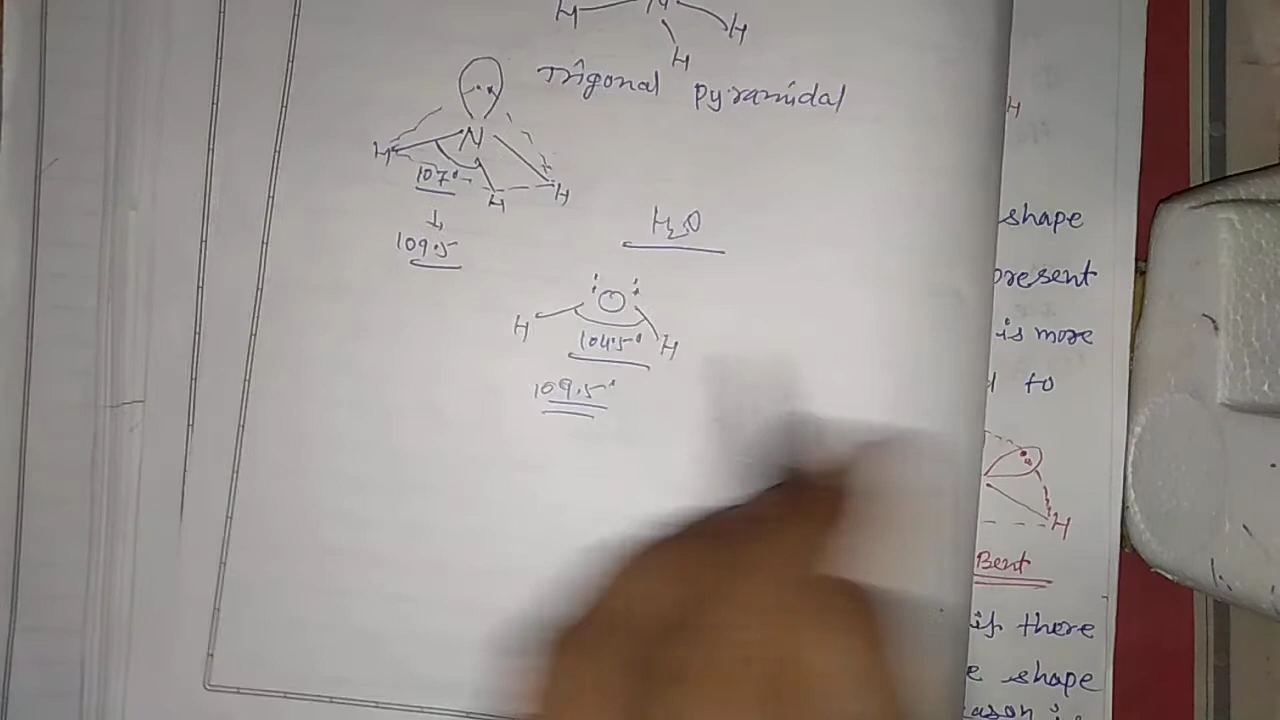 H N H
H
Trigonal pyramidal
N
H
107°
H
H
↓
109.5
H₂O
O
H
104.5°
H
109.5°
H
shape
present
is more
to
H
Bent
if there
shape